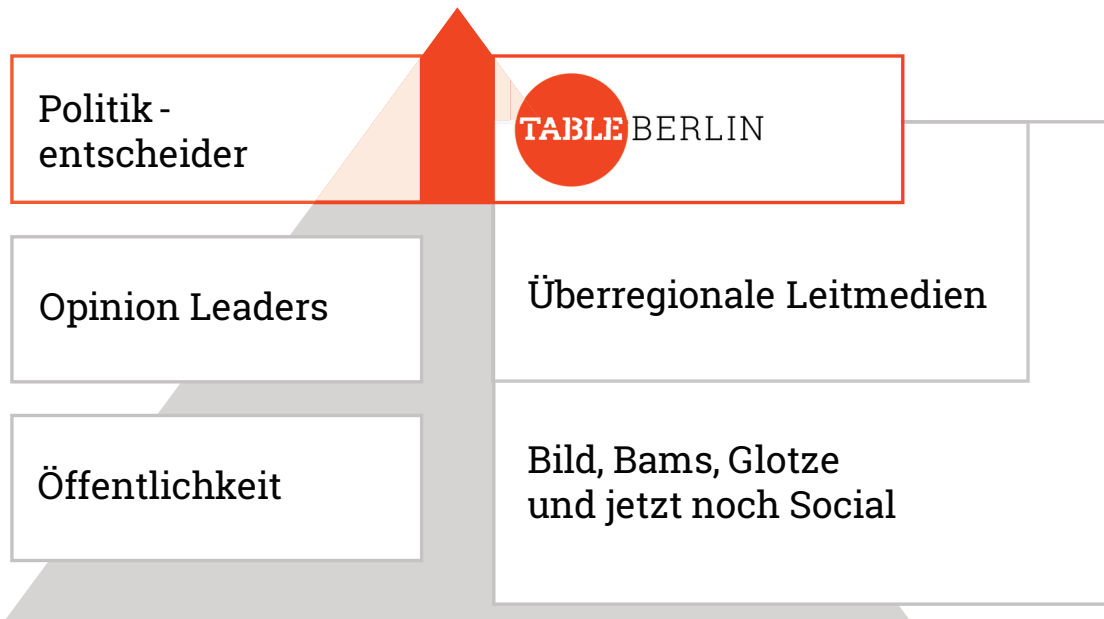 Politik-
entscheider
TABLE BERLIN
Opinion Leaders
Überregionale Leitmedien
Öffentlichkeit
Bild, Bams, Glotze
und jetzt noch Social